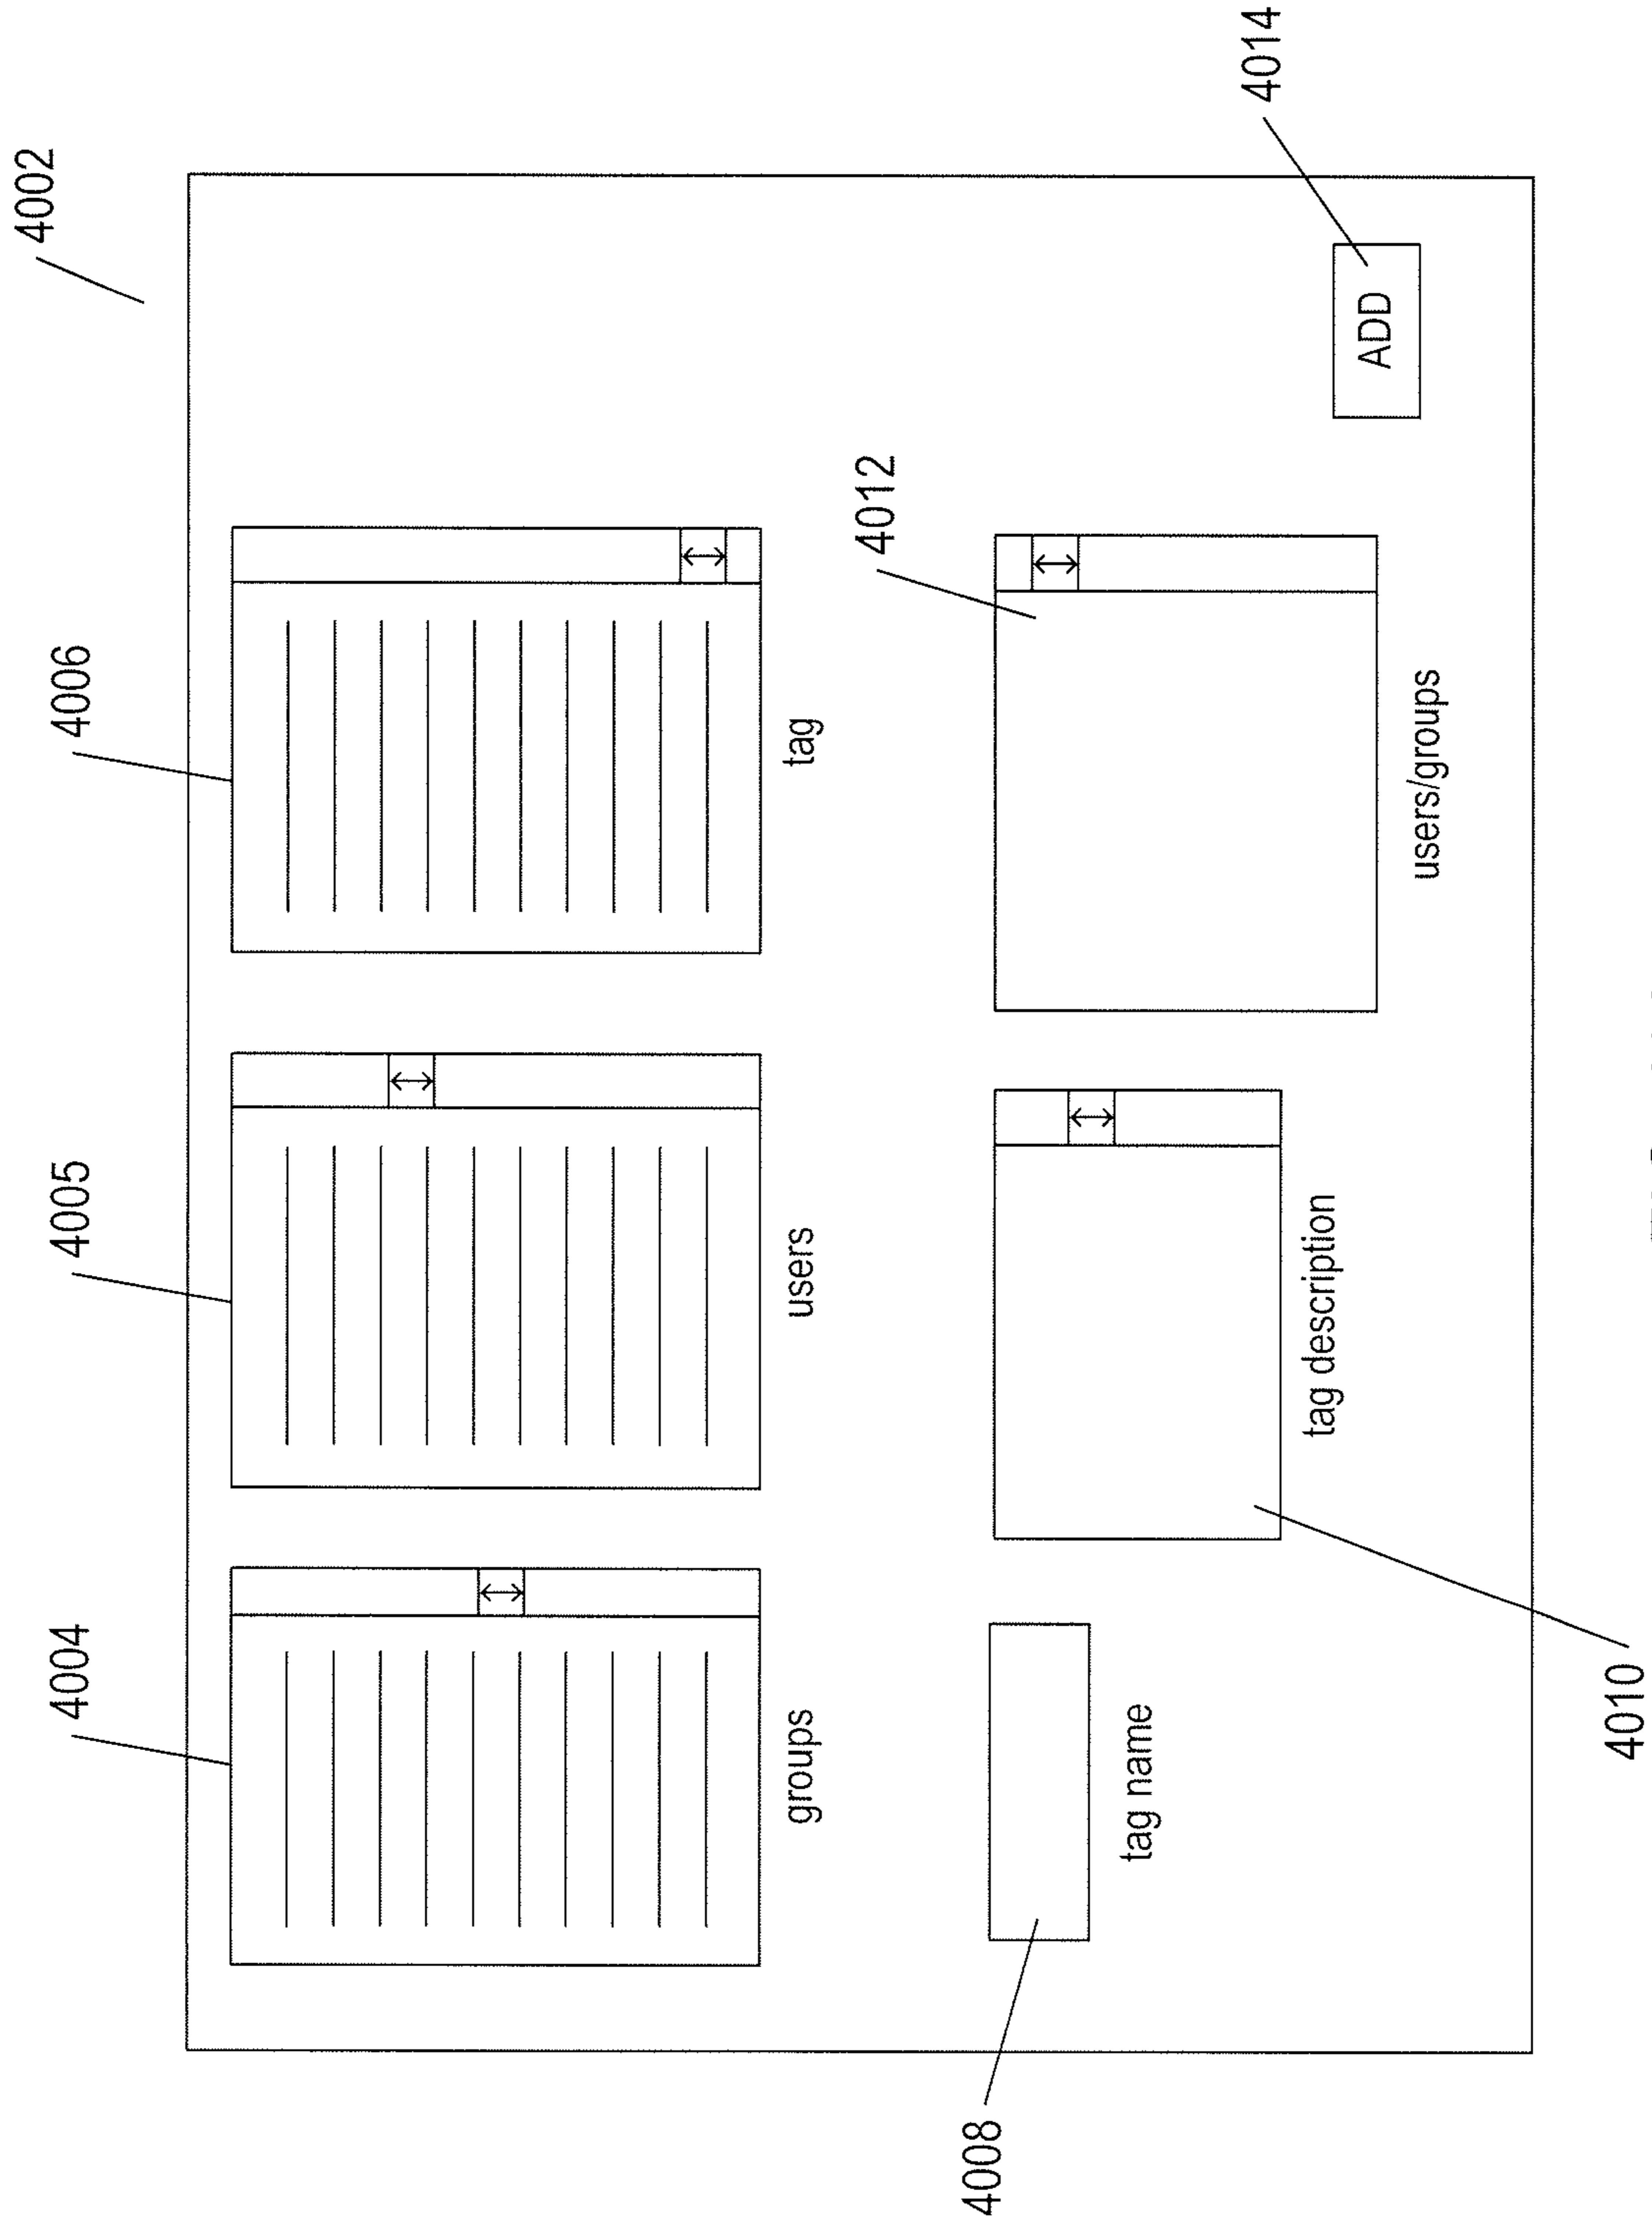 4002
4004
4005
4006
groups
users
tag
4012
4014
ADD
4008
tag name
tag description
users/groups
4010